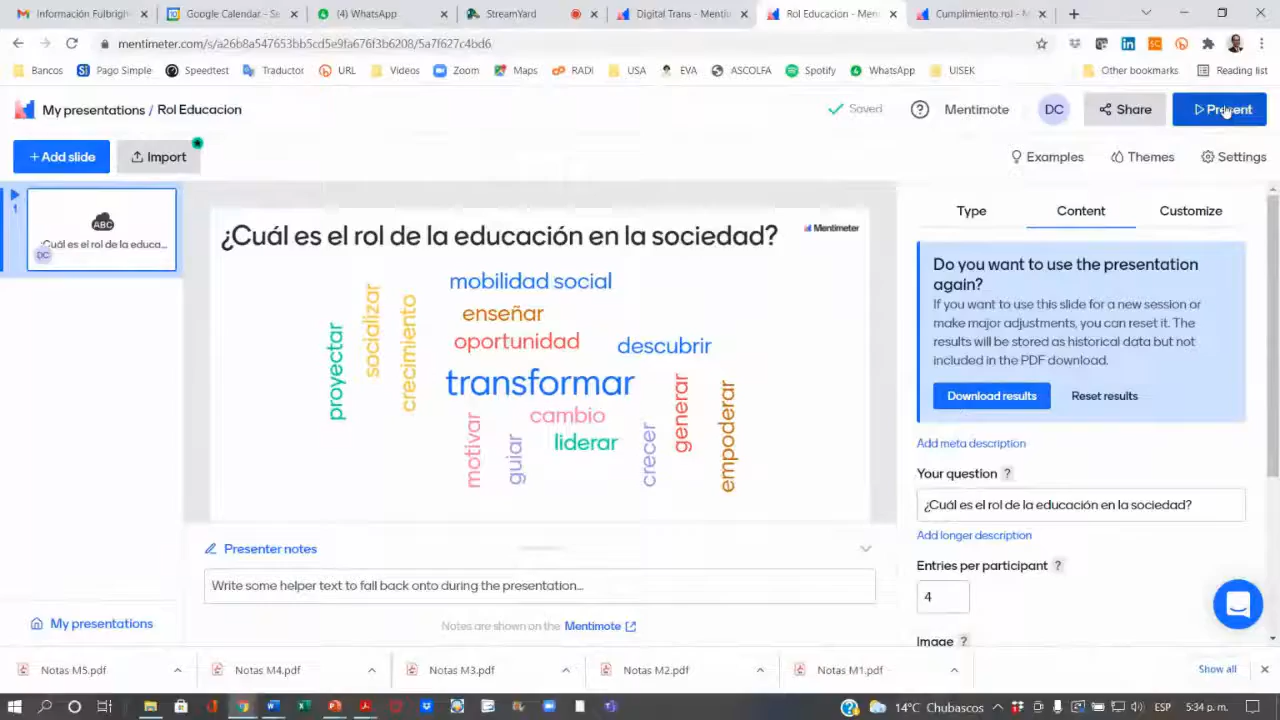 Información Fulbrigh
Google Calendar - Se
(4) WhatsApp
StreamYard
Digital Trans - Mentim
Rol Educacion - Ment
Cumplimiento rol - M
mentimeter.com/s/a26b8a547653bb5cd5e9fa676f3b6208/5a7f627c4bd6
Bancos
Pago Simple
Speedtest
Traductor
URL
Videos
Zoom
Maps
RADI
USA
EVA
ASCOLFA
Spotify
WhatsApp
UISEK
Other bookmarks
Reading list
My presentations / Rol Educacion
Saved
Mentimote
DC
Share
Present
+ Add slide
Import
Examples
Themes
Settings
1
ABC
¿Cuál es el rol de la educa...
DC
¿Cuál es el rol de la educación en la sociedad?
Mentimeter
mobilidad social
enseñar
oportunidad
descubrir
transformar
cambio
liderar
proyectar
socializar
crecimiento
motivar
guiar
crecer
generar
empoderar
Type
Content
Customize
Do you want to use the presentation
again?
If you want to use this slide for a new session or
make major adjustments, you can reset it. The
results will be stored as historical data but not
included in the PDF download.
Download results
Reset results
Add meta description
Your question ?
¿Cuál es el rol de la educación en la sociedad?
Add longer description
Entries per participant ?
4
Image ?
Presenter notes
Write some helper text to fall back onto during the presentation...
Notes are shown on the Mentimote
My presentations
Notas M5.pdf
Notas M4.pdf
Notas M3.pdf
Notas M2.pdf
Notas M1.pdf
Show all
14°C Chubascos
ESP
5:34 p. m.